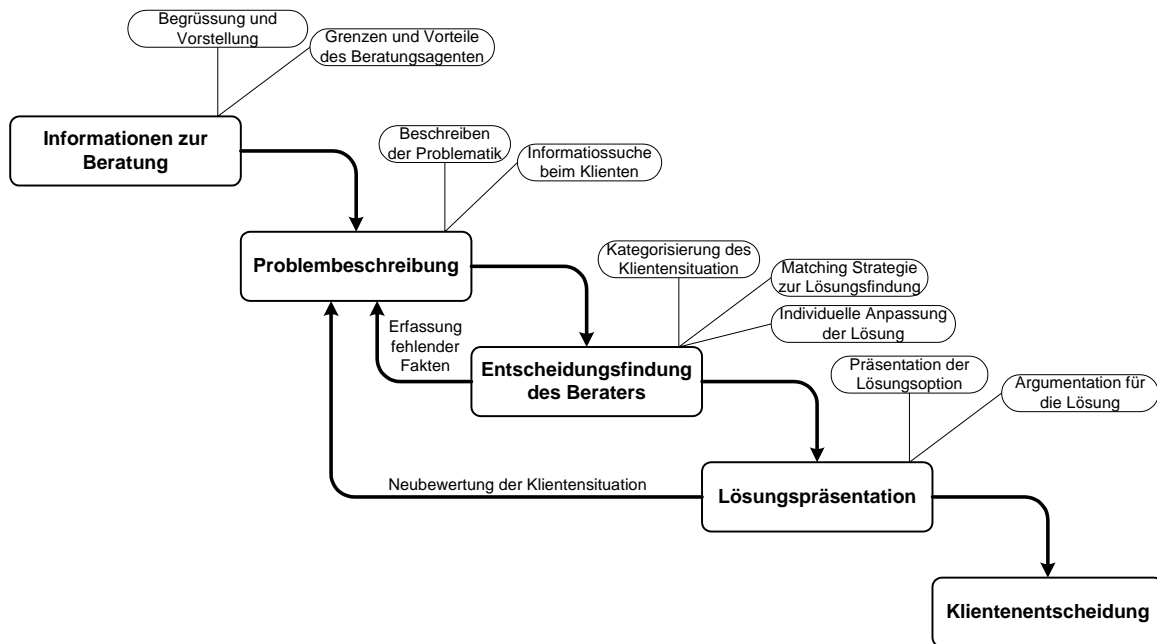 Begrüssung und
Vorstellung
Grenzen und Vorteile
des Beratungsagenten
Informationen zur
Beratung
Beschreiben
der Problematik
Informatiossuche
beim Klienten
Problembeschreibung
Kategorisierung des
Klientensituation
Matching Strategie
zur Lösungsfindung
Individuelle Anpassung
der Lösung
Erfassung
fehlender
Fakten
Entscheidungsfindung
des Beraters
Präsentation der
Lösungsoption
Argumentation für
die Lösung
Neubewertung der Klientensituation
Lösungspräsentation
Klientenentscheidung